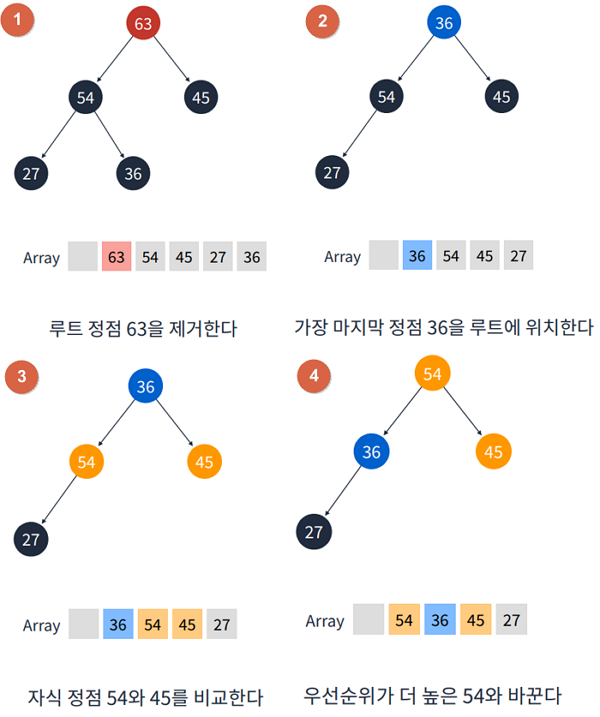 1
63
54 45
27 36
Array 63 54 45 27 36
루트 정점 63을 제거한다
2
36
54 45
27
Array 36 54 45 27
가장 마지막 정점 36을 루트에 위치한다
3
36
54 45
27
Array 36 54 45 27
자식 정점 54와 45를 비교한다
4
54
36 45
27
Array 54 36 45 27
우선순위가 더 높은 54와 바꾼다